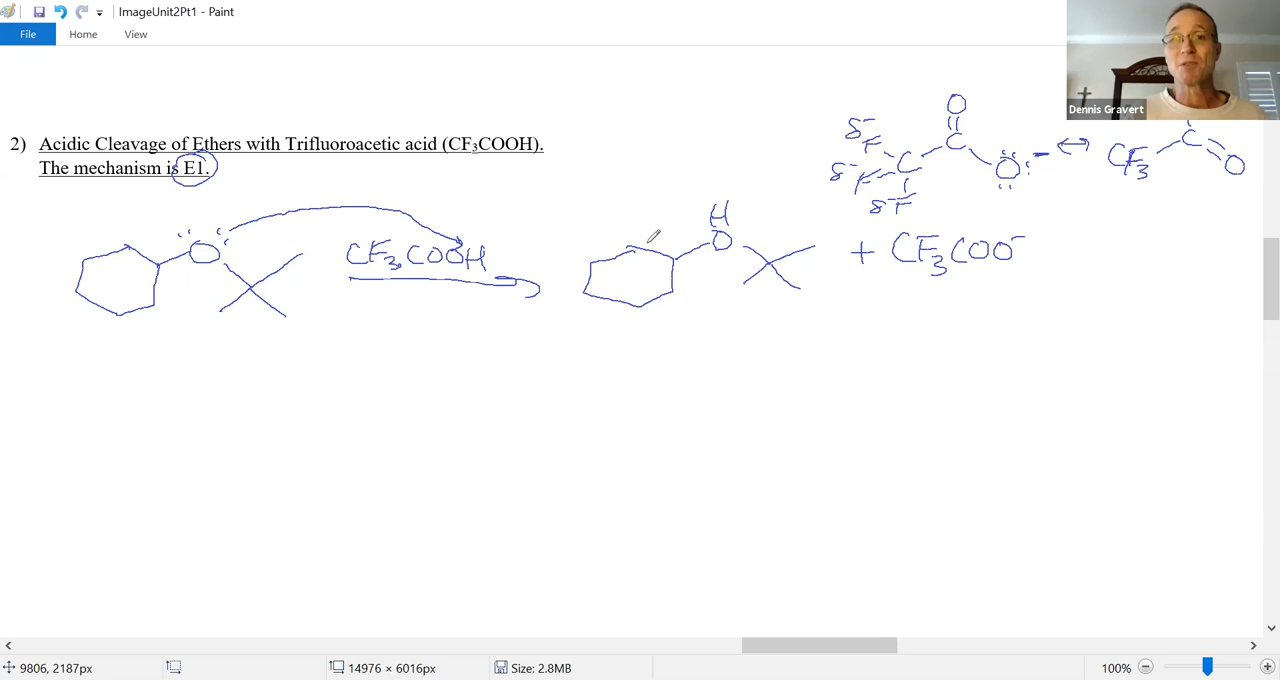 ImageUnit2Pt1 - Paint
File Home View
Dennis Gravert
2) Acidic Cleavage of Ethers with Trifluoroacetic acid (CF₃COOH).
The mechanism is E1.
O
δ- F C
δ- F C O:- ↔ CF₃ C O
δ- F
O CF₃COOH
H
O + CF₃COO-
9806, 2187px 14976 × 6016px Size: 2.8MB 100%